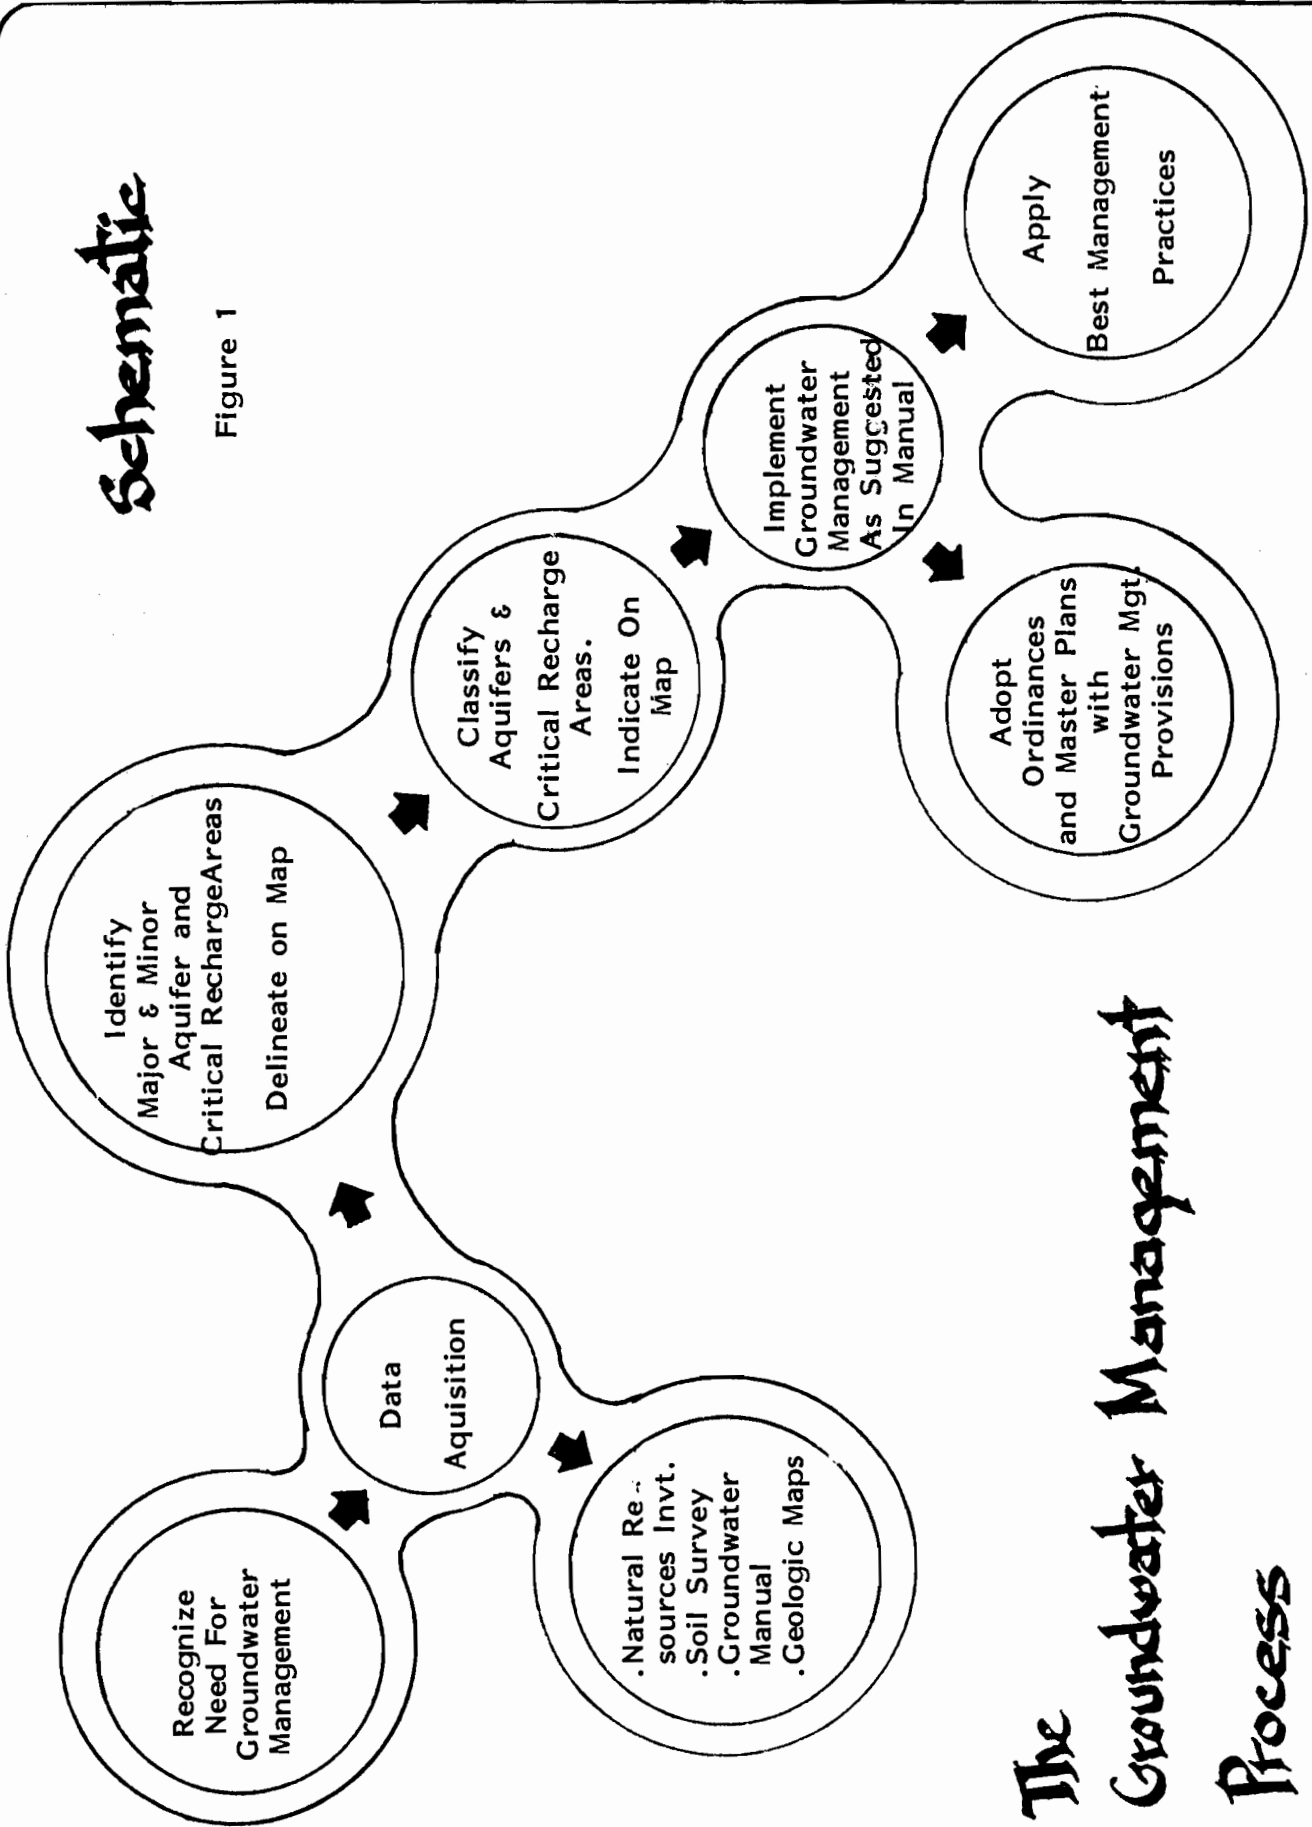 Schematic
Figure 1
Recognize
Need For
Groundwater
Management
Data
Aquisition
.Natural Re-
sources Invt.
.Soil Survey
.Groundwater
Manual
.Geologic Maps
Identify
Major & Minor
Aquifer and
Critical RechargeAreas
Delineate on Map
Classify
Aquifers &
Critical Recharge
Areas.
Indicate On
Map
Implement
Groundwater
Management
As Suggested
In Manual
Adopt
Ordinances
and Master Plans
with
Groundwater Mgt.
Provisions
Apply
Best Management
Practices
The
Groundwater Management
Process